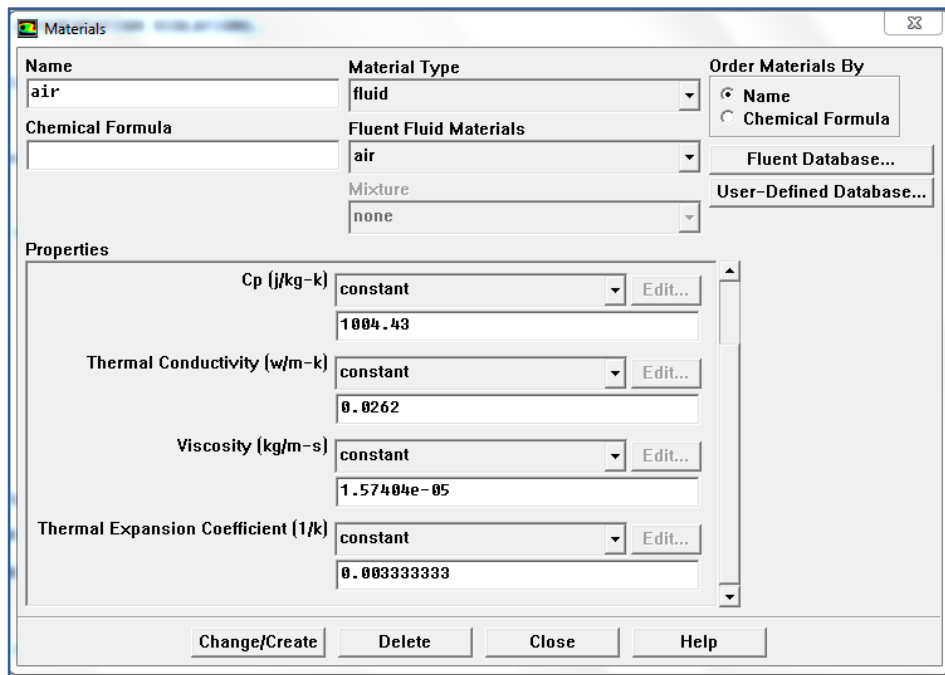 Materials
Name
air
Chemical Formula
Material Type
fluid
Fluent Fluid Materials
air
Mixture
none
Order Materials By
Name
Chemical Formula
Fluent Database...
User-Defined Database...
Properties
Cp (j/kg-k) constant Edit...
1004.43
Thermal Conductivity (w/m-k) constant Edit...
0.0262
Viscosity (kg/m-s) constant Edit...
1.57404e-05
Thermal Expansion Coefficient (1/k) constant Edit...
0.003333333
Change/Create Delete Close Help